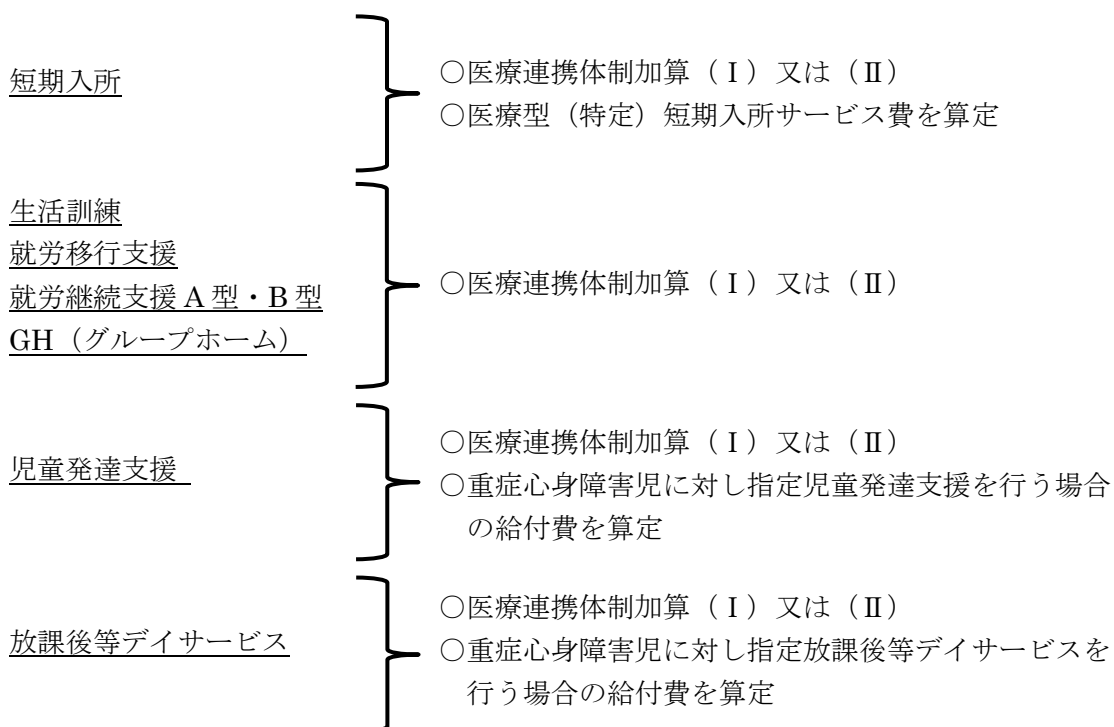 短期入所
○医療連携体制加算（Ⅰ）又は（Ⅱ）
○医療型（特定）短期入所サービス費を算定
生活訓練
就労移行支援
就労継続支援 A 型・B 型
GH（グループホーム）
○医療連携体制加算（Ⅰ）又は（Ⅱ）
児童発達支援
○医療連携体制加算（Ⅰ）又は（Ⅱ）
○重症心身障害児に対し指定児童発達支援を行う場合
の給付費を算定
放課後等デイサービス
○医療連携体制加算（Ⅰ）又は（Ⅱ）
○重症心身障害児に対し指定放課後等デイサービスを
行う場合の給付費を算定